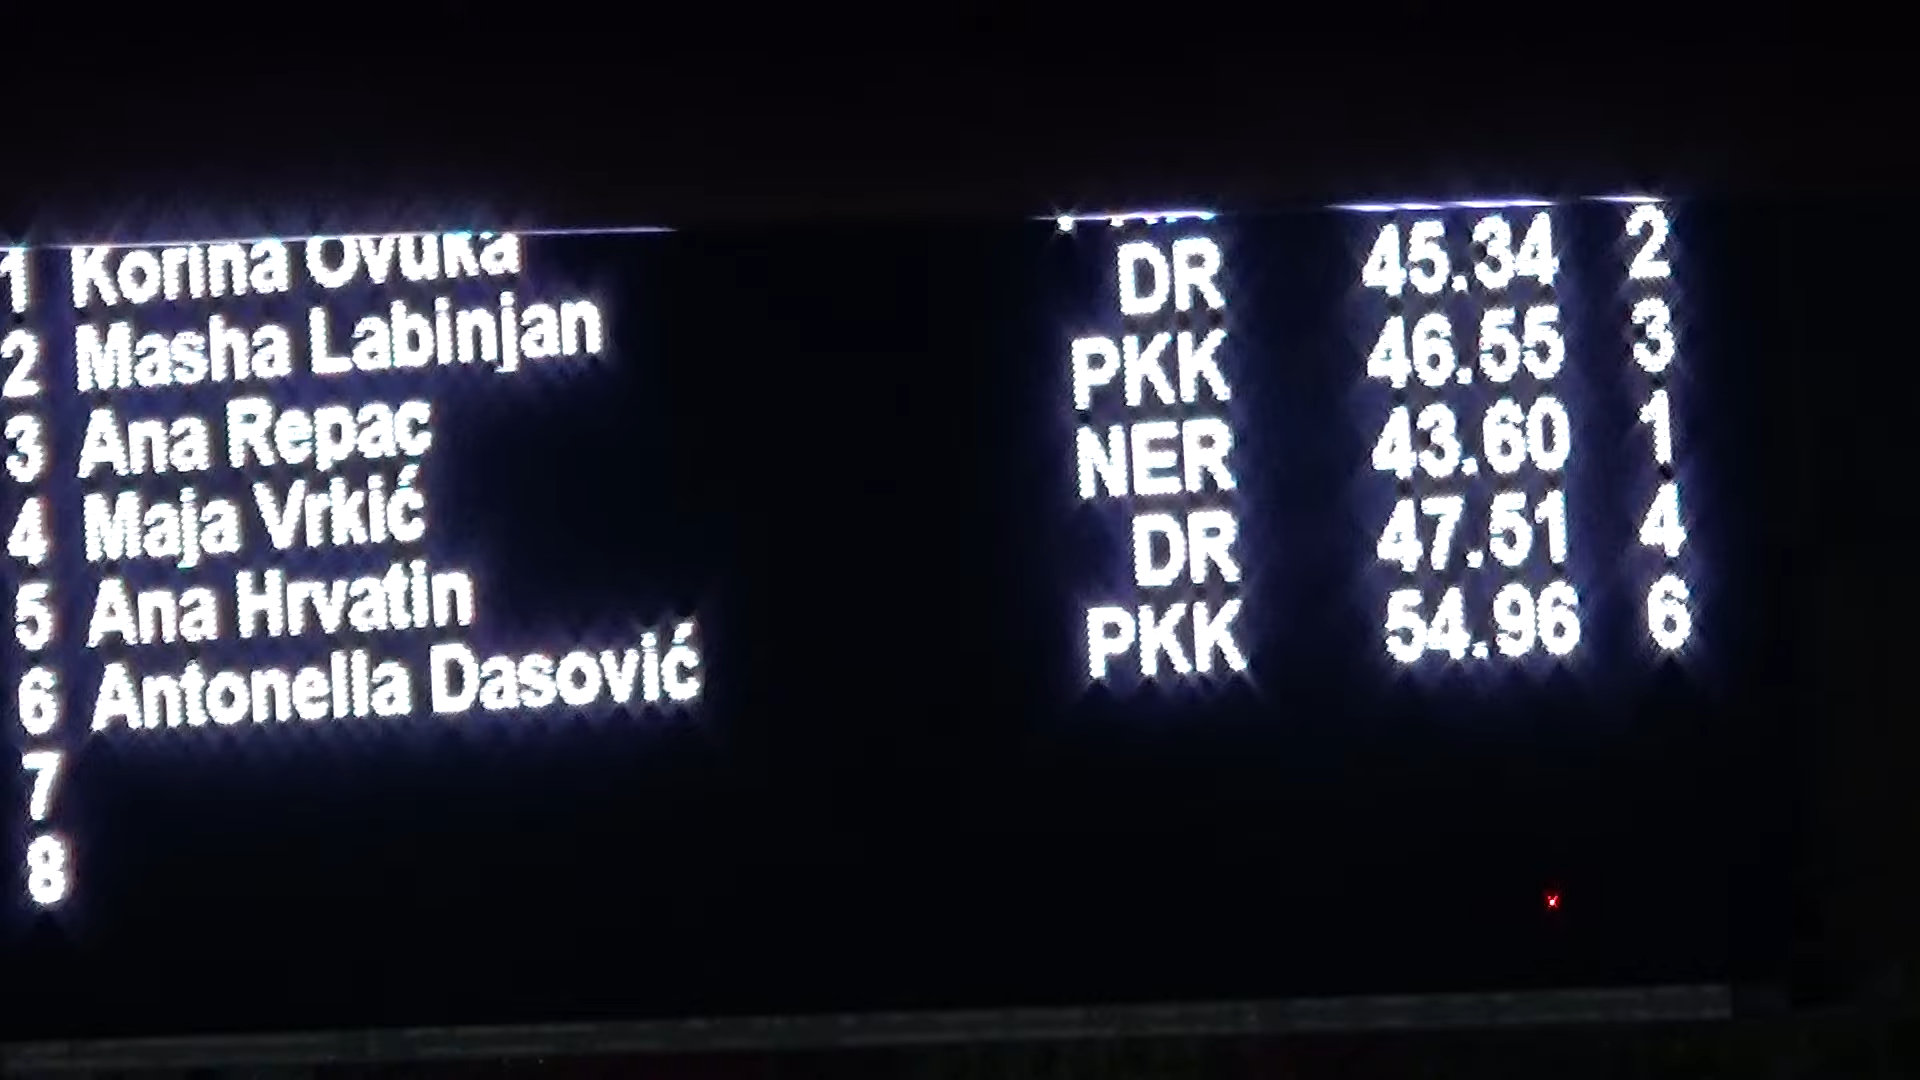 1 Korina Ovuka
2 Masha Labinjan DR 45.34 2
3 Ana Repac PKK 46.55 3
4 Maja Vrkić NER 43.60 1
5 Ana Hrvatin DR 47.51 4
6 Antonella Dasović PKK 54.96 6
7
8